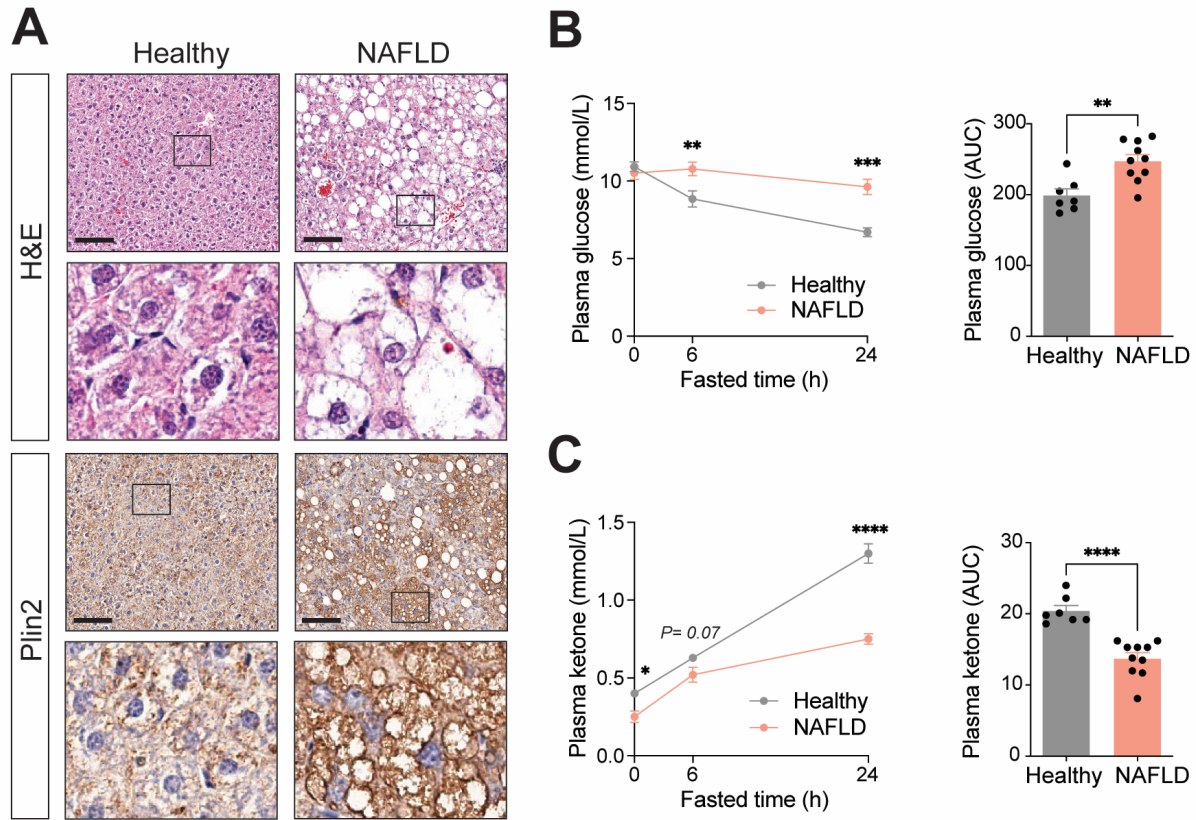 A
Healthy
NAFLD
H&E
Plin2
B
Plasma glucose (mmol/L)
15
10
5
0
**
***
Healthy
NAFLD
0
6
24
Fasted time (h)
Plasma glucose (AUC)
300
200
100
0
**
Healthy
NAFLD
C
Plasma ketone (mmol/L)
1.5
1.0
0.5
0.0
*
P= 0.07
****
Healthy
NAFLD
0
6
24
Fasted time (h)
Plasma ketone (AUC)
30
20
10
0
****
Healthy
NAFLD